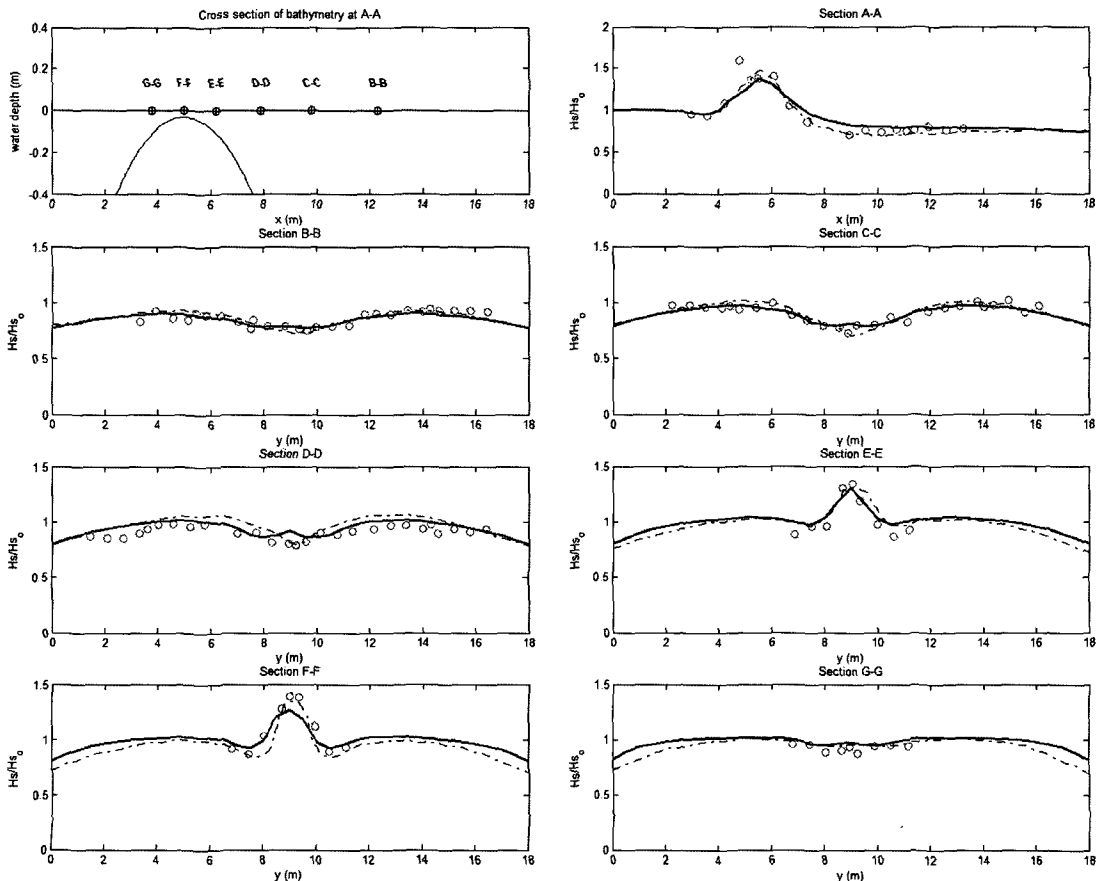 Cross section of bathymetry at A-A
0.4
0.2
0
-0.2
-0.4
water depth (m)
G-G F-F E-E D-D C-C B-B
0 2 4 6 8 10 12 14 16 18
x (m)
Section A-A
2
1.5
1
0.5
0
Hs/Hs₀
0 2 4 6 8 10 12 14 16 18
x (m)
Section B-B
1.5
1
0.5
0
Hs/Hs₀
0 2 4 6 8 10 12 14 16 18
y (m)
Section C-C
1.5
1
0.5
0
Hs/Hs₀
0 2 4 6 8 10 12 14 16 18
y (m)
Section D-D
1.5
1
0.5
0
Hs/Hs₀
0 2 4 6 8 10 12 14 16 18
y (m)
Section E-E
1.5
1
0.5
0
Hs/Hs₀
0 2 4 6 8 10 12 14 16 18
y (m)
Section F-F
1.5
1
0.5
0
Hs/Hs₀
0 2 4 6 8 10 12 14 16 18
y (m)
Section G-G
1.5
1
0.5
0
Hs/Hs₀
0 2 4 6 8 10 12 14 16 18
y (m)